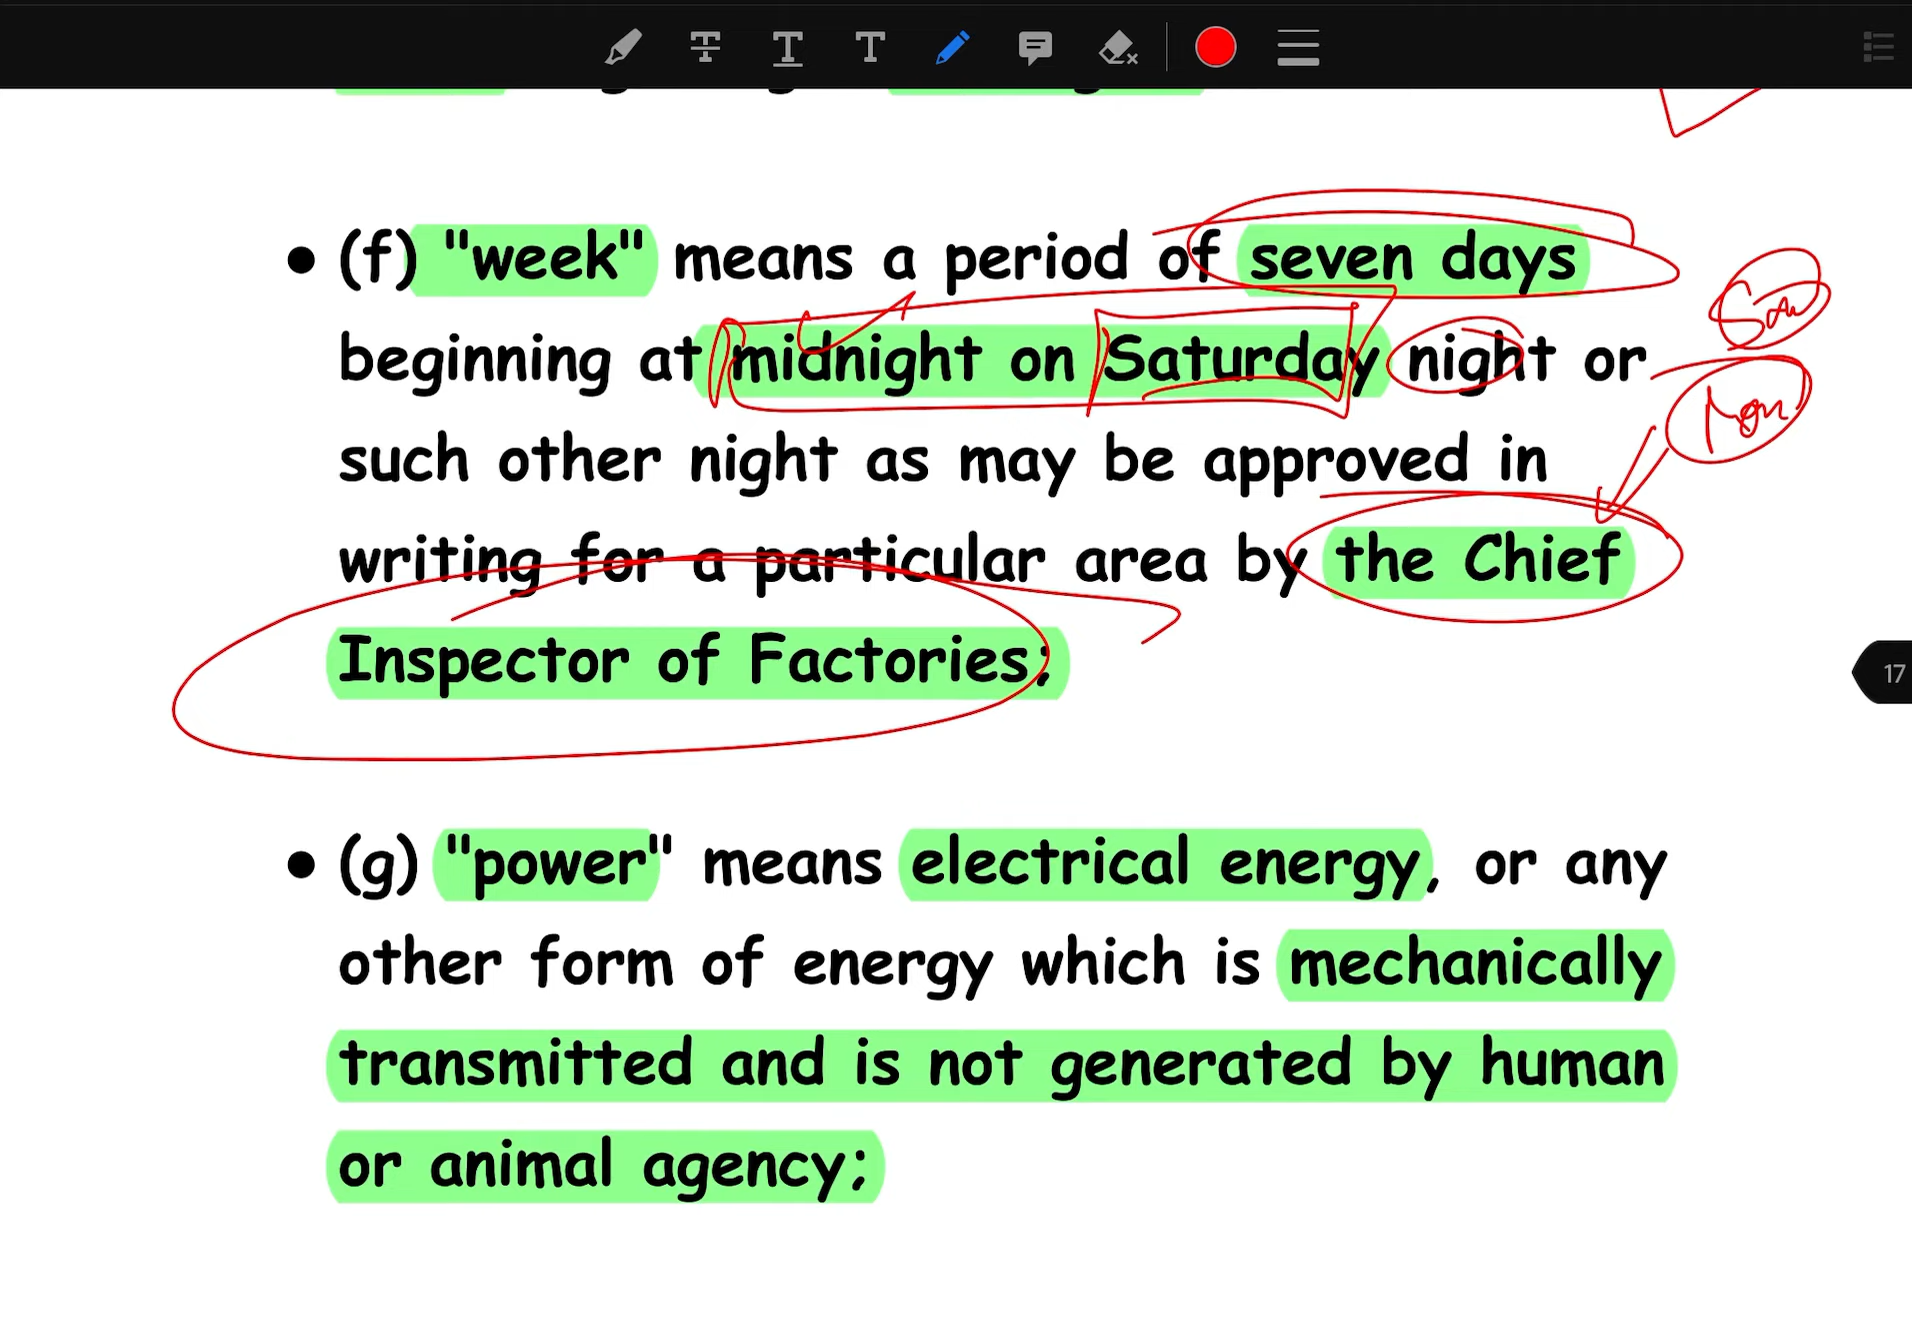 • (f) "week" means a period of seven days
beginning at midnight on Saturday night or
such other night as may be approved in
writing for a particular area by the Chief
Inspector of Factories;
Mon
17
• (g) "power" means electrical energy, or any
other form of energy which is mechanically
transmitted and is not generated by human
or animal agency;